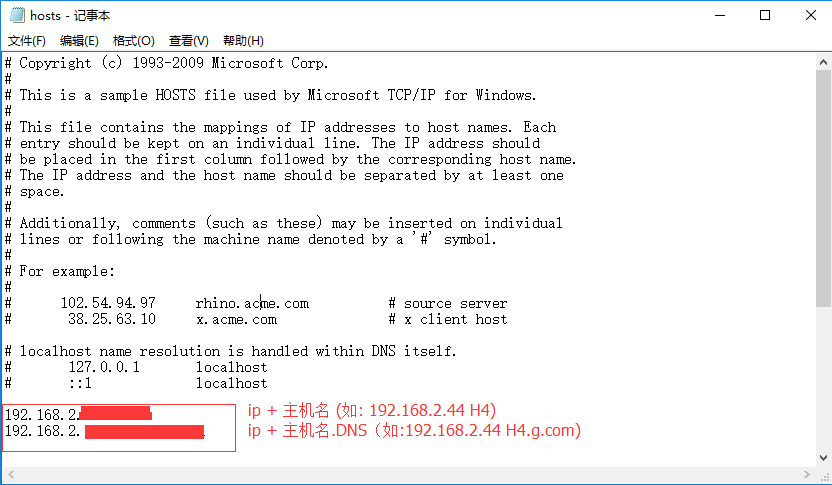 hosts - 记事本
文件(F) 编辑(E) 格式(O) 查看(V) 帮助(H)
# Copyright (c) 1993-2009 Microsoft Corp.
#
# This is a sample HOSTS file used by Microsoft TCP/IP for Windows.
#
# This file contains the mappings of IP addresses to host names. Each
# entry should be kept on an individual line. The IP address should
# be placed in the first column followed by the corresponding host name.
# The IP address and the host name should be separated by at least one
# space.
#
# Additionally, comments (such as these) may be inserted on individual
# lines or following the machine name denoted by a '#' symbol.
#
# For example:
#
#      102.54.94.97     rhino.acme.com          # source server
#       38.25.63.10     x.acme.com              # x client host

# localhost name resolution is handled within DNS itself.
#       127.0.0.1       localhost
#       ::1             localhost

192.168.2. ip + 主机名 (如: 192.168.2.44 H4)
192.168.2. ip + 主机名.DNS（如:192.168.2.44 H4.g.com)